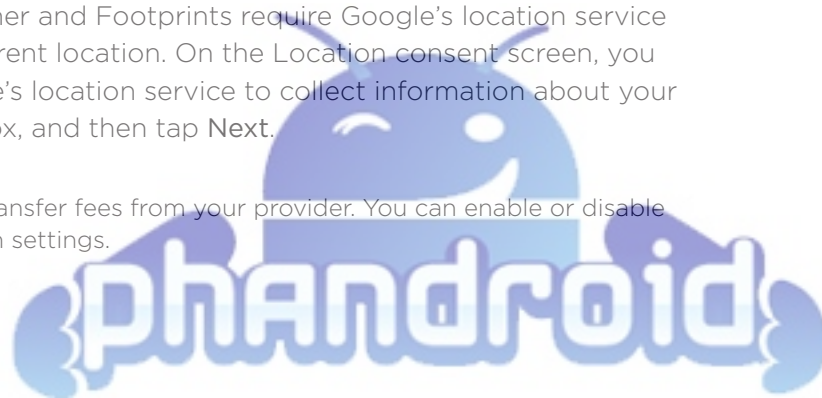 her and Footprints require Google's location service
rent location. On the Location consent screen, you
e's location service to collect information about your
ox, and then tap Next.
ansfer fees from your provider. You can enable or disable
n settings.
phandroid